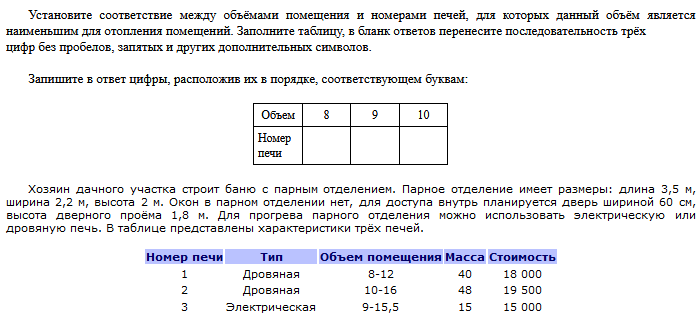 Установите соответствие между объёмами помещения и номерами печей, для которых данный объём является
наименьшим для отопления помещений. Заполните таблицу, в бланк ответов перенесите последовательность трёх
цифр без пробелов, запятых и других дополнительных символов.
Запишите в ответ цифры, расположив их в порядке, соответствующем буквам:
Объем 8 9 10
Номер
печи
Хозяин дачного участка строит баню с парным отделением. Парное отделение имеет размеры: длина 3,5 м,
ширина 2,2 м, высота 2 м. Окон в парном отделении нет, для доступа внутрь планируется дверь шириной 60 см,
высота дверного проёма 1,8 м. Для прогрева парного отделения можно использовать электрическую или
дровяную печь. В таблице представлены характеристики трёх печей.
Номер печи Тип Объем помещения Масса Стоимость
1 Дровяная 8-12 40 18 000
2 Дровяная 10-16 48 19 500
3 Электрическая 9-15,5 15 15 000